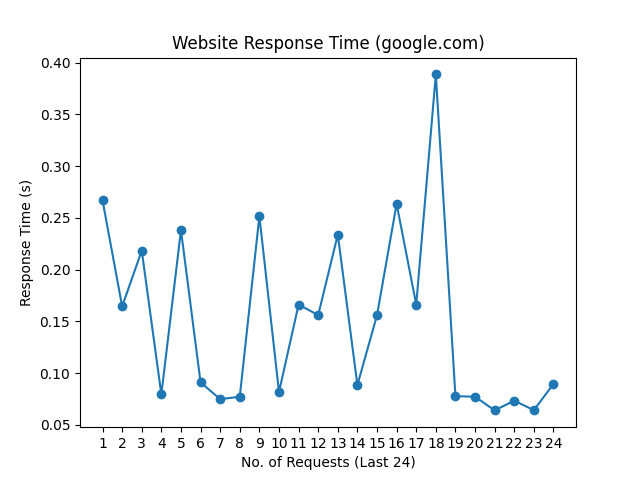 Website Response Time (google.com)
0.40
0.35
0.30
0.25
0.20
0.15
0.10
0.05
Response Time (s)
1 2 3 4 5 6 7 8 9 10 11 12 13 14 15 16 17 18 19 20 21 22 23 24
No. of Requests (Last 24)